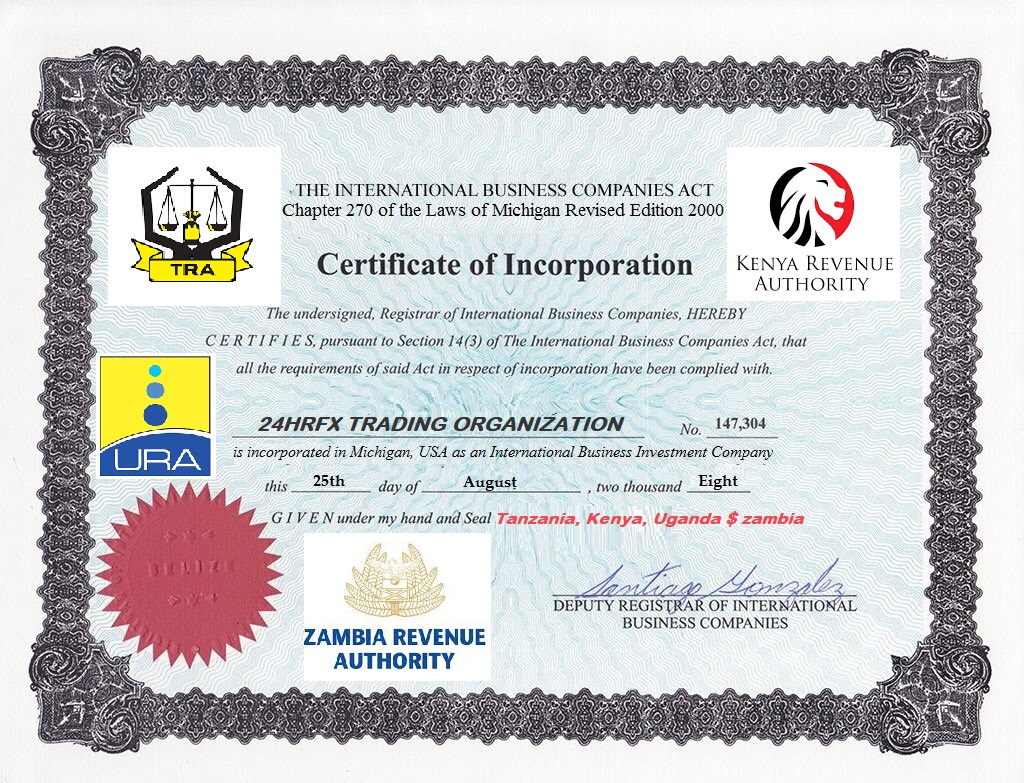 TRA
THE INTERNATIONAL BUSINESS COMPANIES ACT
Chapter 270 of the Laws of Michigan Revised Edition 2000
KENYA REVENUE
AUTHORITY
Certificate of Incorporation
The undersigned, Registrar of International Business Companies, HEREBY
CERTIFIES, pursuant to Section 14(3) of The International Business Companies Act, that
all the requirements of said Act in respect of incorporation have been complied with.
URA
24HRFX TRADING ORGANIZATION No. 147,304
is incorporated in Michigan, USA as an International Business Investment Company
this 25th day of August, two thousand Eight
GIVEN under my hand and Seal Tanzania, Kenya, Uganda $ zambia
BELIZE
ZAMBIA REVENUE
AUTHORITY
Santiago Gonzalez
DEPUTY REGISTRAR OF INTERNATIONAL
BUSINESS COMPANIES